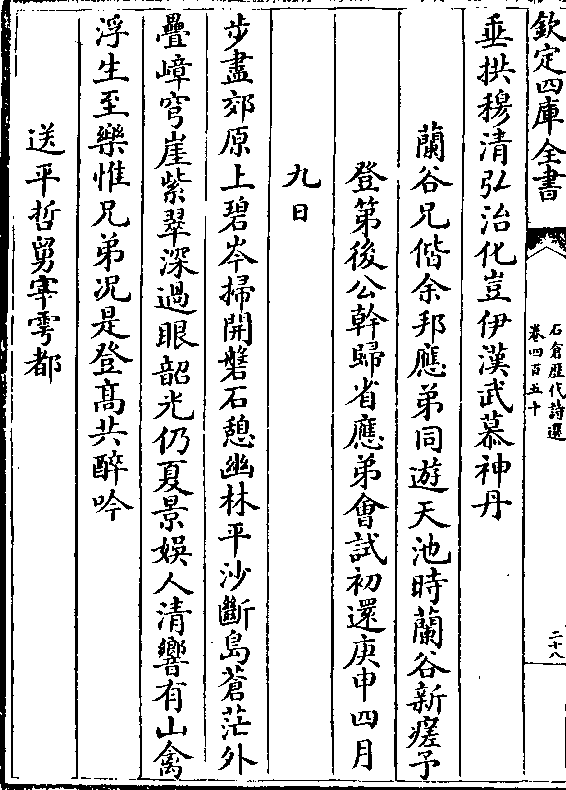 欽定四庫全書
石倉歷代詩選
卷四百五十
二十八
垂拱穆清弘治化豈伊漢武慕神丹
蘭谷兄偕余邦應弟同遊天池時蘭谷新瘥予
登第後公幹歸省應弟會試初還庚申四月
九日
步盡郊原上碧岑掃開磐石憩幽林平沙斷島蒼茫外
疊嶂穹崖紫翠深過眼韶光仍夏景娛人清響有山禽
浮生至樂惟兄弟况是登髙共醉吟
送平哲舅宰雩都